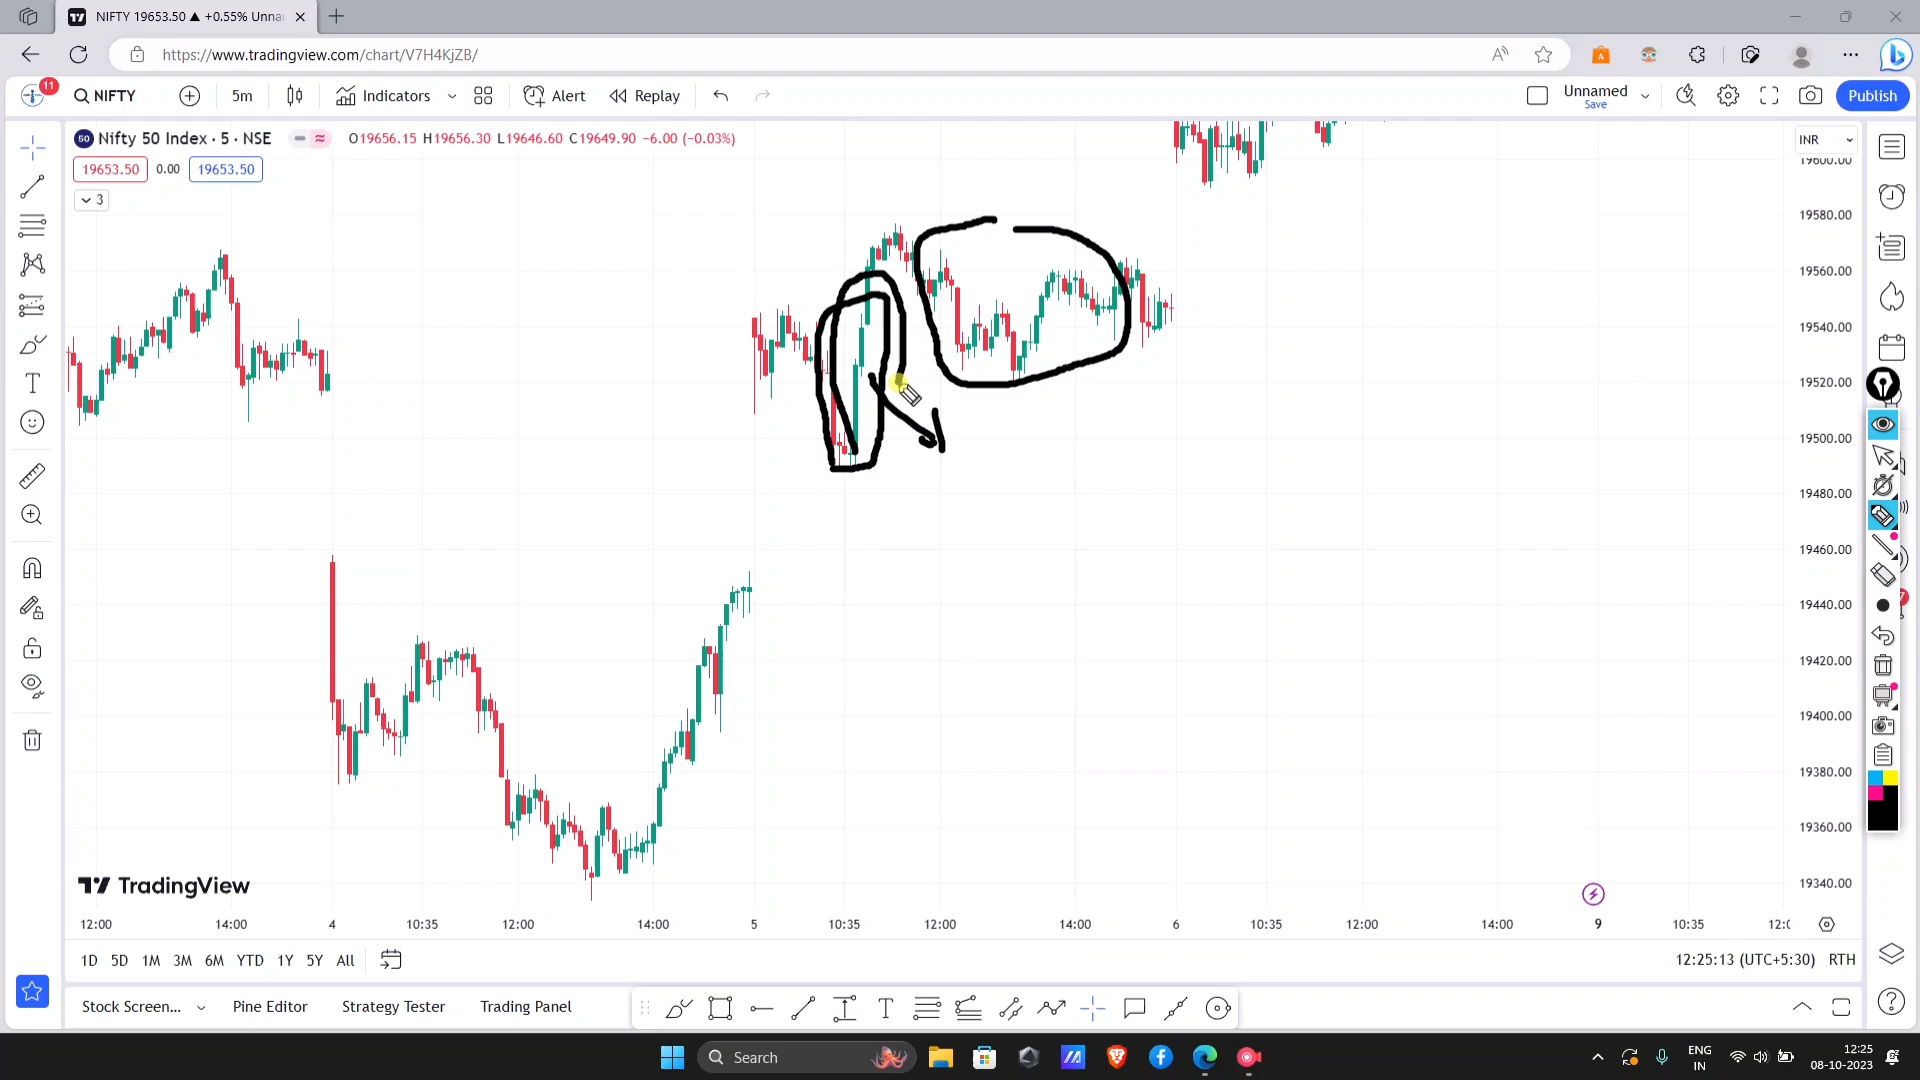 NIFTY 19653.50 ▲ +0.55% Unna
https://www.tradingview.com/chart/V7H4KjZB/
11
NIFTY
5m
Indicators
Alert
Replay
Unnamed
Save
Publish
50
Nifty 50 Index · 5 · NSE
O19656.15 H19656.30 L19646.60 C19649.90 −6.00 (−0.03%)
INR
19653.50
0.00
19653.50
3
19600.00
19580.00
19560.00
19540.00
19520.00
19500.00
19480.00
19460.00
19440.00
19420.00
19400.00
19380.00
19360.00
19340.00
TradingView
12:00
14:00
4
10:35
12:00
14:00
5
10:35
12:00
14:00
6
10:35
12:00
14:00
9
10:35
1D 5D 1M 3M 6M YTD 1Y 5Y All
12:25:13 (UTC+5:30) RTH
Stock Screen...
Pine Editor
Strategy Tester
Trading Panel
Search
ENG
IN
12:25
08-10-2023